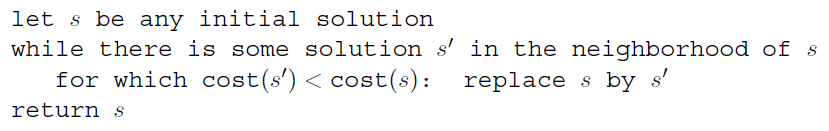 let s be any initial solution
while there is some solution s′ in the neighborhood of s
for which cost(s′) < cost(s): replace s by s′
return s